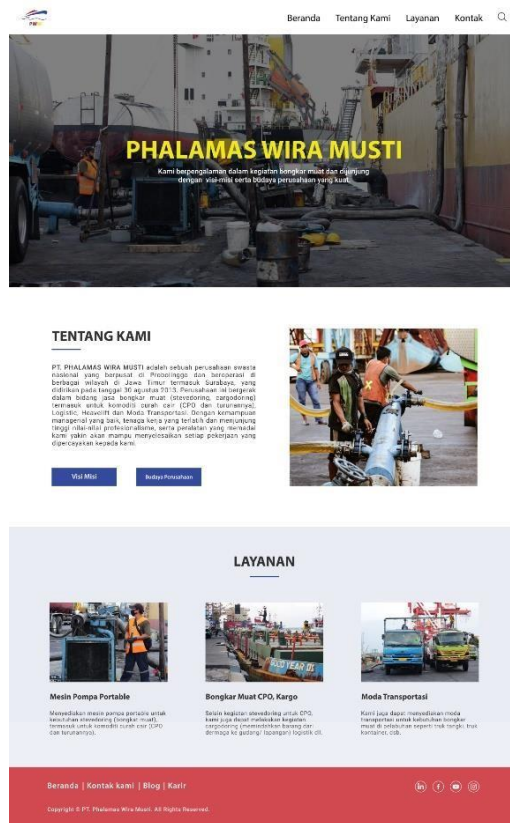 PWM
Beranda Tentang Kami Layanan Kontak
PHALAMAS WIRA MUSTI
Kami berpengalaman dalam kegiatan bongkar muat dan dijunjung
dengan visi-misi serta budaya perusahaan yang kuat.
TENTANG KAMI
PT. PHALAMAS WIRA MUSTI adalah sebuah perusahaan swasta
nasional yang berpusat di Probolinggo dan beroperasi di
berbagai wilayah di Jawa Timur termasuk Surabaya, yang
didirikan pada tanggal 30 agustus 2013. Perusahaan ini bergerak
dalam bidang jasa bongkar muat (stevedoring, cargodoring)
termasuk untuk komoditi curah cair (CPO dan turunannya),
Logistic, Heavelift dan Moda Transportasi. Dengan kemampuan
managerial yang baik, tenaga kerja yang terlatih dan menjunjung
tinggi nilai-nilai profesionalisme, serta peralatan yang memadai
kami yakin akan mampu menyelesaikan setiap pekerjaan yang
dipercayakan kepada kami.
Visi Misi Budaya Perusahaan
LAYANAN
GOLD YEAR 01
Mesin Pompa Portable
Menyediakan mesin pompa portable untuk
kebutuhan stevedoring (bongkar muat),
termasuk untuk komoditi curah cair (CPO
dan turunannya).
Bongkar Muat CPO, Kargo
Selain kegiatan stevedoring untuk CPO,
kami juga dapat melakukan kegiatan
cargodoring (memindahkan barang dari
dermaga ke gudang/ lapangan) logistik dll.
Moda Transportasi
Kami juga dapat menyediakan moda
transportasi untuk kebutuhan bongkar
muat di pelabuhan seperti truk tangki, truk
kontainer, dsb.
Beranda | Kontak kami | Blog | Karir
Copyright © PT. Phalamas Wira Musti. All Rights Reserved.